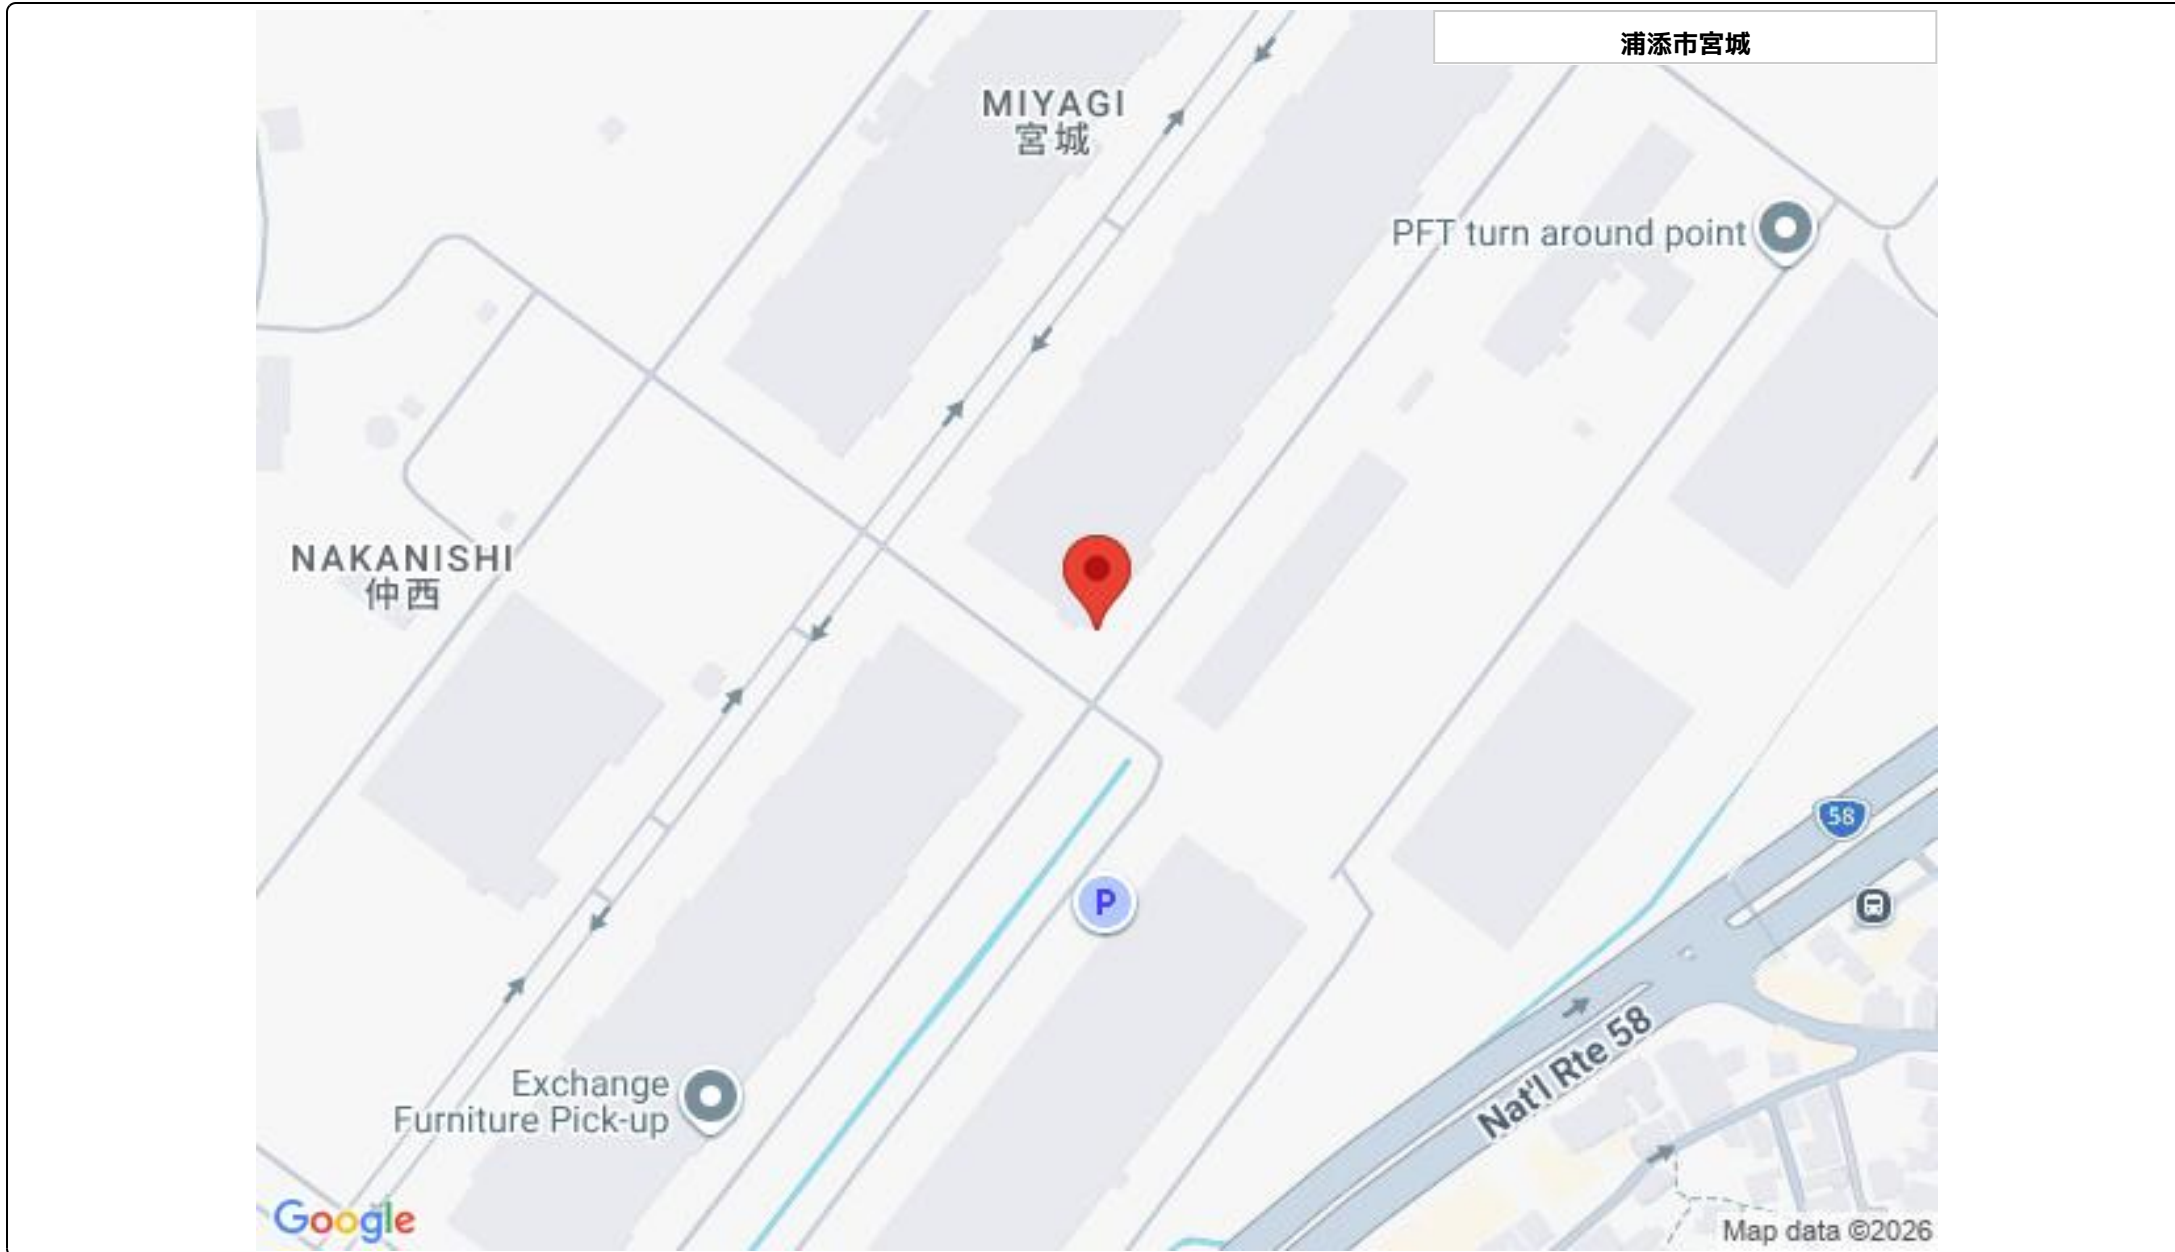 浦添市宮城
MIYAGI
宮城
PFT turn around point
NAKANISHI
仲西
58
P
Nat'l Rte 58
Exchange
Furniture Pick-up
Google
Map data ©2026